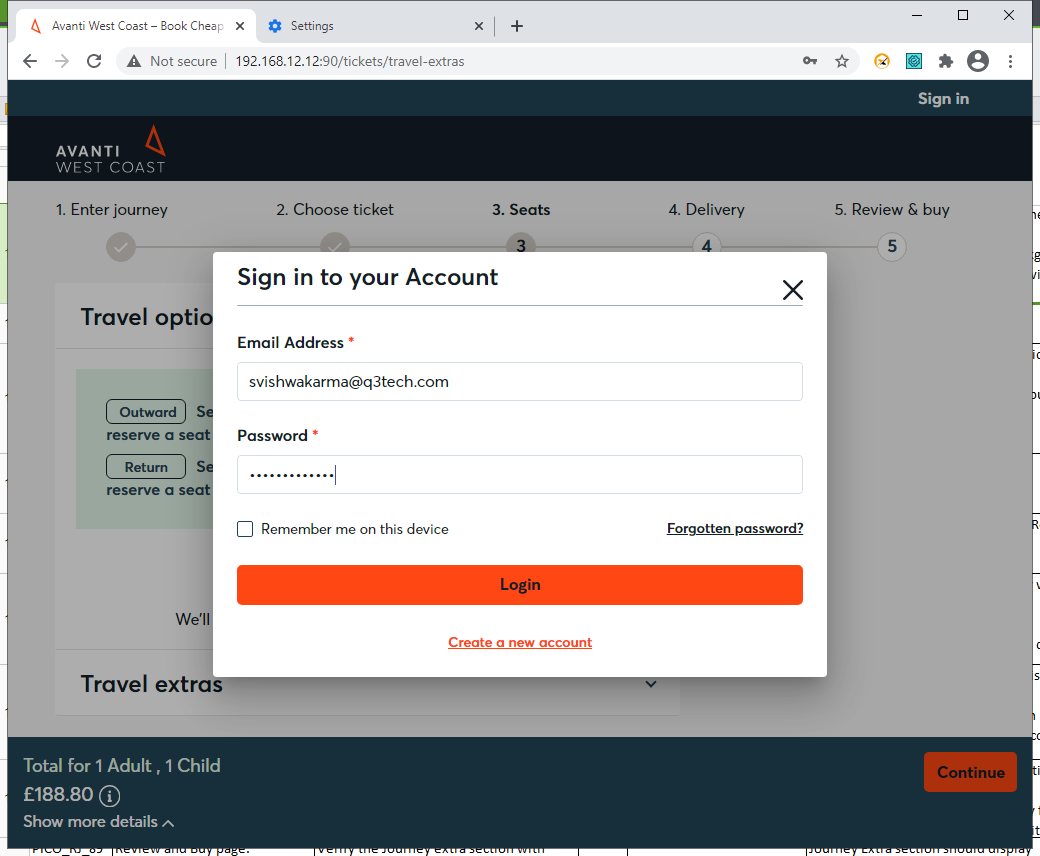 Avanti West Coast – Book Cheap
Settings
Not secure
192.168.12.12:90/tickets/travel-extras
Sign in
AVANTI
WEST COAST
1. Enter journey
2. Choose ticket
3. Seats
4. Delivery
5. Review & buy
3
4
5
Sign in to your Account
Travel optio
Email Address *
svishwakarma@q3tech.com
Outward Se
reserve a seat
Password *
Return Se
•••••••••••••
reserve a seat
Remember me on this device
Forgotten password?
Login
We'll
Create a new account
Travel extras
Total for 1 Adult , 1 Child
£188.80
Continue
Show more details
PICO_RJ_89
Review and Buy page:
Verify the Journey Extra section with
Journey Extra section should display